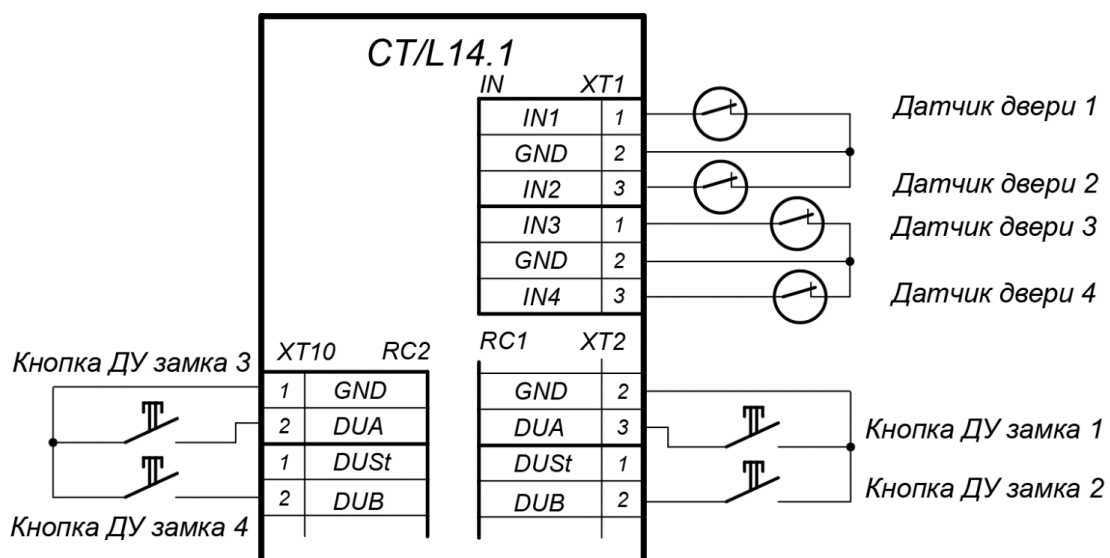 CT/L14.1
IN XT1
IN1 1
GND 2
IN2 3
IN3 1
GND 2
IN4 3
Датчик двери 1
Датчик двери 2
Датчик двери 3
Датчик двери 4
XT10 RC2
1 GND
2 DUA
1 DUSt
2 DUB
Кнопка ДУ замка 3
Кнопка ДУ замка 4
RC1 XT2
GND 2
DUA 3
DUSt 1
DUB 2
Кнопка ДУ замка 1
Кнопка ДУ замка 2